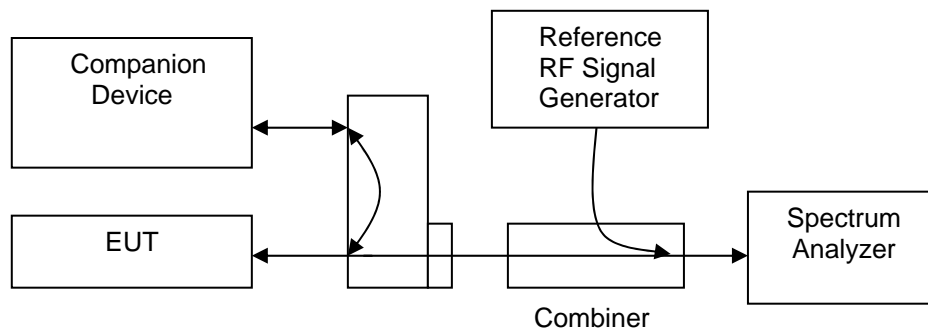 Companion
Device
EUT
Reference
RF Signal
Generator
Combiner
Spectrum
Analyzer